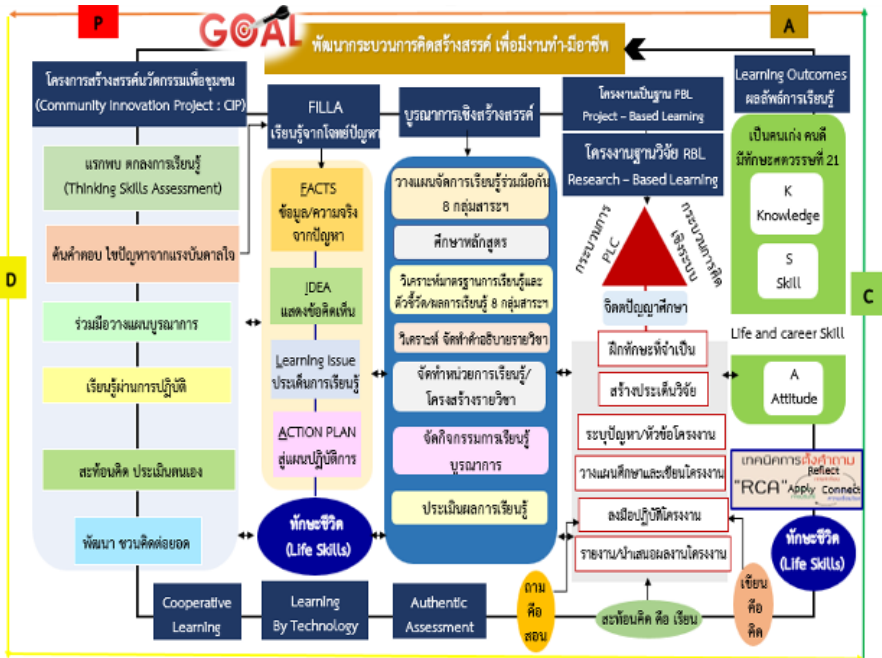 P
GOAL
A
พัฒนากระบวนการคิดสร้างสรรค์ เพื่อมีงานทำ-มีอาชีพ
โครงการสร้างสรรค์นวัตกรรมเพื่อชุมชน
(Community Innovation Project : CIP)
แรกพบ ตกลงการเรียนรู้
(Thinking Skills Assessment)
ค้นคำตอบ ไขปัญหาจากแรงบันดาลใจ
ร่วมมือวางแผนบูรณาการ
เรียนรู้ผ่านการปฏิบัติ
สะท้อนคิด ประเมินตนเอง
พัฒนา ชวนคิดต่อยอด
D
FILLA
เรียนรู้จากโจทย์ปัญหา
FACTS
ข้อมูล/ความจริง
จากปัญหา
IDEA
แสดงข้อคิดเห็น
Learning Issue
ประเด็นการเรียนรู้
ACTION PLAN
สู่แผนปฏิบัติการ
ทักษะชีวิต
(Life Skills)
บูรณาการเชิงสร้างสรรค์
วางแผนจัดการเรียนรู้ร่วมมือกัน
8 กลุ่มสาระฯ
ศึกษาหลักสูตร
วิเคราะห์มาตรฐานการเรียนรู้และ
ตัวชี้วัด/ผลการเรียนรู้ 8 กลุ่มสาระฯ
วิเคราะห์ จัดทำคำอธิบายรายวิชา
จัดทำหน่วยการเรียนรู้/
โครงสร้างรายวิชา
จัดกิจกรรมการเรียนรู้
บูรณาการ
ประเมินผลการเรียนรู้
โครงงานเป็นฐาน PBL
Project – Based Learning
โครงงานฐานวิจัย RBL
Research – Based Learning
กระบวนการ
PLC
กระบวนการคิด
เชิงระบบ
จิตตปัญญาศึกษา
ฝึกทักษะที่จำเป็น
สร้างประเด็นวิจัย
ระบุปัญหา/หัวข้อโครงงาน
วางแผนศึกษาและเขียนโครงงาน
ลงมือปฏิบัติโครงงาน
รายงาน/นำเสนอผลงานโครงงาน
Learning Outcomes
ผลลัพธ์การเรียนรู้
เป็นคนเก่ง คนดี
มีทักษะศตวรรษที่ 21
K
Knowledge
S
Skill
Life and career Skill
A
Attitude
C
เทคนิคการตั้งคำถาม
Reflect
"RCA" Apply Connect
ทักษะชีวิต
(Life Skills)
Cooperative
Learning
Learning
By Technology
Authentic
Assessment
ถาม
คือ
สอน
สะท้อนคิด คือ เรียน
เขียน
คือ
คิด